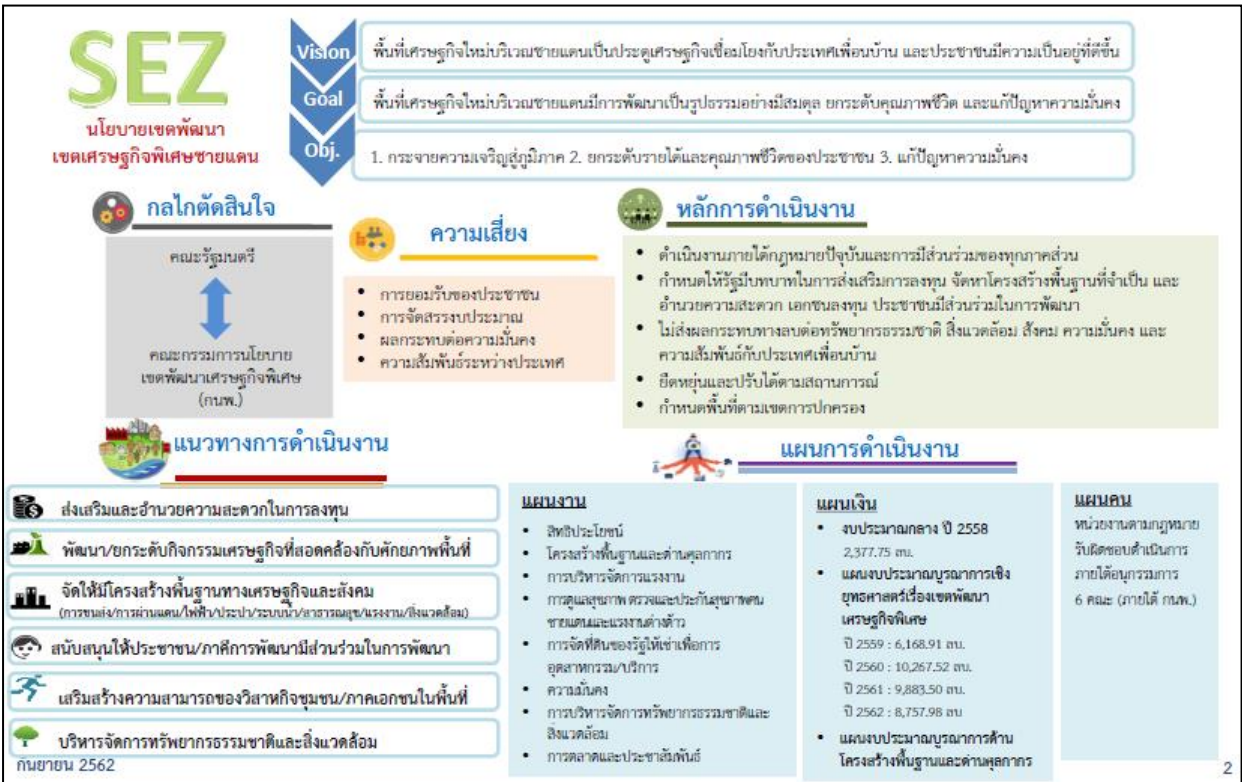 SEZ
นโยบายเขตพัฒนา
เขตเศรษฐกิจพิเศษชายแดน
Vision
พื้นที่เศรษฐกิจใหม่บริเวณชายแดนเป็นประตูเศรษฐกิจเชื่อมโยงกับประเทศเพื่อนบ้าน และประชาชนมีความเป็นอยู่ที่ดีขึ้น
Goal
พื้นที่เศรษฐกิจใหม่บริเวณชายแดนมีการพัฒนาเป็นรูปธรรมอย่างมีสมดุล ยกระดับคุณภาพชีวิต และแก้ปัญหาความมั่นคง
Obj.
1. กระจายความเจริญสู่ภูมิภาค 2. ยกระดับรายได้และคุณภาพชีวิตของประชาชน 3. แก้ปัญหาความมั่นคง
กลไกตัดสินใจ
คณะรัฐมนตรี
คณะกรรมการนโยบาย
เขตพัฒนาเศรษฐกิจพิเศษ
(กนพ.)
ความเสี่ยง
• การยอมรับของประชาชน
• การจัดสรรงบประมาณ
• ผลกระทบต่อความมั่นคง
• ความสัมพันธ์ระหว่างประเทศ
หลักการดำเนินงาน
• ดำเนินงานภายใต้กฎหมายปัจจุบันและการมีส่วนร่วมของทุกภาคส่วน
• กำหนดให้รัฐมีบทบาทในการส่งเสริมการลงทุน จัดหาโครงสร้างพื้นฐานที่จำเป็น และ
อำนวยความสะดวก เอกชนลงทุน ประชาชนมีส่วนร่วมในการพัฒนา
• ไม่ส่งผลกระทบทางลบต่อทรัพยากรธรรมชาติ สิ่งแวดล้อม สังคม ความมั่นคง และ
ความสัมพันธ์กับประเทศเพื่อนบ้าน
• ยืดหยุ่นและปรับได้ตามสถานการณ์
• กำหนดพื้นที่ตามเขตการปกครอง
แนวทางการดำเนินงาน
ส่งเสริมและอำนวยความสะดวกในการลงทุน
พัฒนา/ยกระดับกิจกรรมเศรษฐกิจที่สอดคล้องกับศักยภาพพื้นที่
จัดให้มีโครงสร้างพื้นฐานทางเศรษฐกิจและสังคม
(การขนส่ง/การผ่านแดน/ไฟฟ้า/ประปา/ระบบน้ำ/สาธารณสุข/แรงงาน/สิ่งแวดล้อม)
สนับสนุนให้ประชาชน/ภาคีการพัฒนามีส่วนร่วมในการพัฒนา
เสริมสร้างความสามารถของวิสาหกิจชุมชน/ภาคเอกชนในพื้นที่
บริหารจัดการทรัพยากรธรรมชาติและสิ่งแวดล้อม
แผนการดำเนินงาน
แผนงาน
• สิทธิประโยชน์
• โครงสร้างพื้นฐานและด่านศุลกากร
• การบริหารจัดการแรงงาน
• การดูแลสุขภาพ ตรวจและประกันสุขภาพคน
ชายแดนและแรงงานต่างด้าว
• การจัดที่ดินของรัฐให้เช่าเพื่อการ
อุตสาหกรรม/บริการ
• ความมั่นคง
• การบริหารจัดการทรัพยากรธรรมชาติและ
สิ่งแวดล้อม
• การตลาดและประชาสัมพันธ์
แผนเงิน
• งบประมาณกลาง ปี 2558
2,377.75 ลบ.
• แผนงบประมาณบูรณาการเชิง
ยุทธศาสตร์เรื่องเขตพัฒนา
เศรษฐกิจพิเศษ
ปี 2559 : 6,168.91 ลบ.
ปี 2560 : 10,267.52 ลบ.
ปี 2561 : 9,883.50 ลบ.
ปี 2562 : 8,757.98 ลบ
• แผนงบประมาณบูรณาการด้าน
โครงสร้างพื้นฐานและด่านศุลกากร
แผนคน
หน่วยงานตามกฎหมาย
รับผิดชอบดำเนินการ
ภายใต้อนุกรรมการ
6 คณะ (ภายใต้ กนพ.)
กันยายน 2562
2